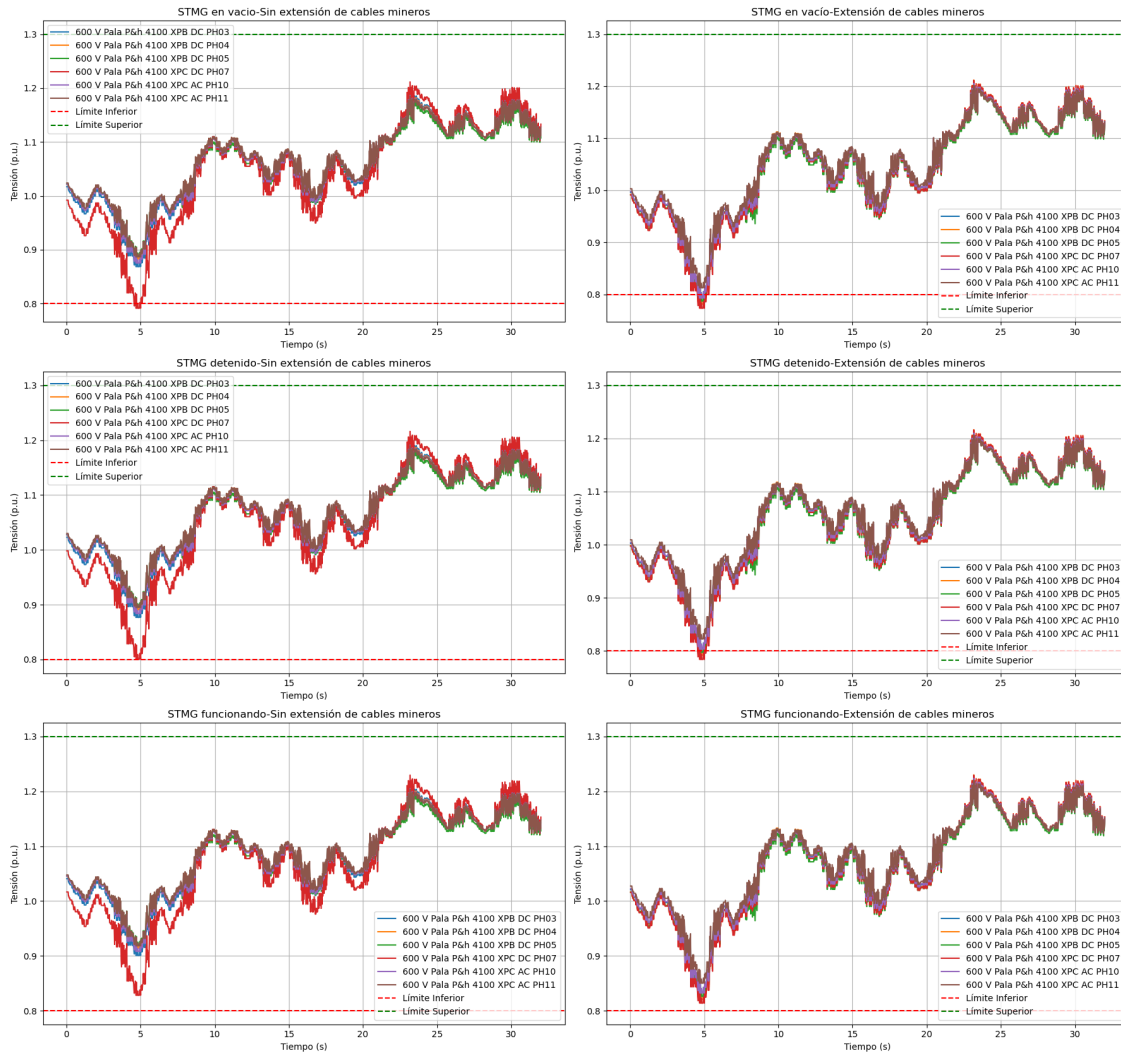 STMG en vacio-Sin extensión de cables mineros
1.3
1.2
1.1
1.0
0.9
0.8
Tensión (p.u.)
600 V Pala P&h 4100 XPB DC PH03
600 V Pala P&h 4100 XPB DC PH04
600 V Pala P&h 4100 XPB DC PH05
600 V Pala P&h 4100 XPC DC PH07
600 V Pala P&h 4100 XPC AC PH10
600 V Pala P&h 4100 XPC AC PH11
Límite Inferior
Límite Superior
0 5 10 15 20 25 30
Tiempo (s)
STMG en vacío-Extensión de cables mineros
1.3
1.2
1.1
1.0
0.9
0.8
Tensión (p.u.)
600 V Pala P&h 4100 XPB DC PH03
600 V Pala P&h 4100 XPB DC PH04
600 V Pala P&h 4100 XPB DC PH05
600 V Pala P&h 4100 XPC DC PH07
600 V Pala P&h 4100 XPC AC PH10
600 V Pala P&h 4100 XPC AC PH11
Límite Inferior
Límite Superior
0 5 10 15 20 25 30
Tiempo (s)
STMG detenido-Sin extensión de cables mineros
1.3
1.2
1.1
1.0
0.9
0.8
Tensión (p.u.)
600 V Pala P&h 4100 XPB DC PH03
600 V Pala P&h 4100 XPB DC PH04
600 V Pala P&h 4100 XPB DC PH05
600 V Pala P&h 4100 XPC DC PH07
600 V Pala P&h 4100 XPC AC PH10
600 V Pala P&h 4100 XPC AC PH11
Límite Inferior
Límite Superior
0 5 10 15 20 25 30
Tiempo (s)
STMG detenido-Extensión de cables mineros
1.3
1.2
1.1
1.0
0.9
0.8
Tensión (p.u.)
600 V Pala P&h 4100 XPB DC PH03
600 V Pala P&h 4100 XPB DC PH04
600 V Pala P&h 4100 XPB DC PH05
600 V Pala P&h 4100 XPC DC PH07
600 V Pala P&h 4100 XPC AC PH10
600 V Pala P&h 4100 XPC AC PH11
Límite Inferior
Límite Superior
0 5 10 15 20 25 30
Tiempo (s)
STMG funcionando-Sin extensión de cables mineros
1.3
1.2
1.1
1.0
0.9
0.8
Tensión (p.u.)
600 V Pala P&h 4100 XPB DC PH03
600 V Pala P&h 4100 XPB DC PH04
600 V Pala P&h 4100 XPB DC PH05
600 V Pala P&h 4100 XPC DC PH07
600 V Pala P&h 4100 XPC AC PH10
600 V Pala P&h 4100 XPC AC PH11
Límite Inferior
Límite Superior
0 5 10 15 20 25 30
Tiempo (s)
STMG funcionando-Extensión de cables mineros
1.3
1.2
1.1
1.0
0.9
0.8
Tensión (p.u.)
600 V Pala P&h 4100 XPB DC PH03
600 V Pala P&h 4100 XPB DC PH04
600 V Pala P&h 4100 XPB DC PH05
600 V Pala P&h 4100 XPC DC PH07
600 V Pala P&h 4100 XPC AC PH10
600 V Pala P&h 4100 XPC AC PH11
Límite Inferior
Límite Superior
0 5 10 15 20 25 30
Tiempo (s)